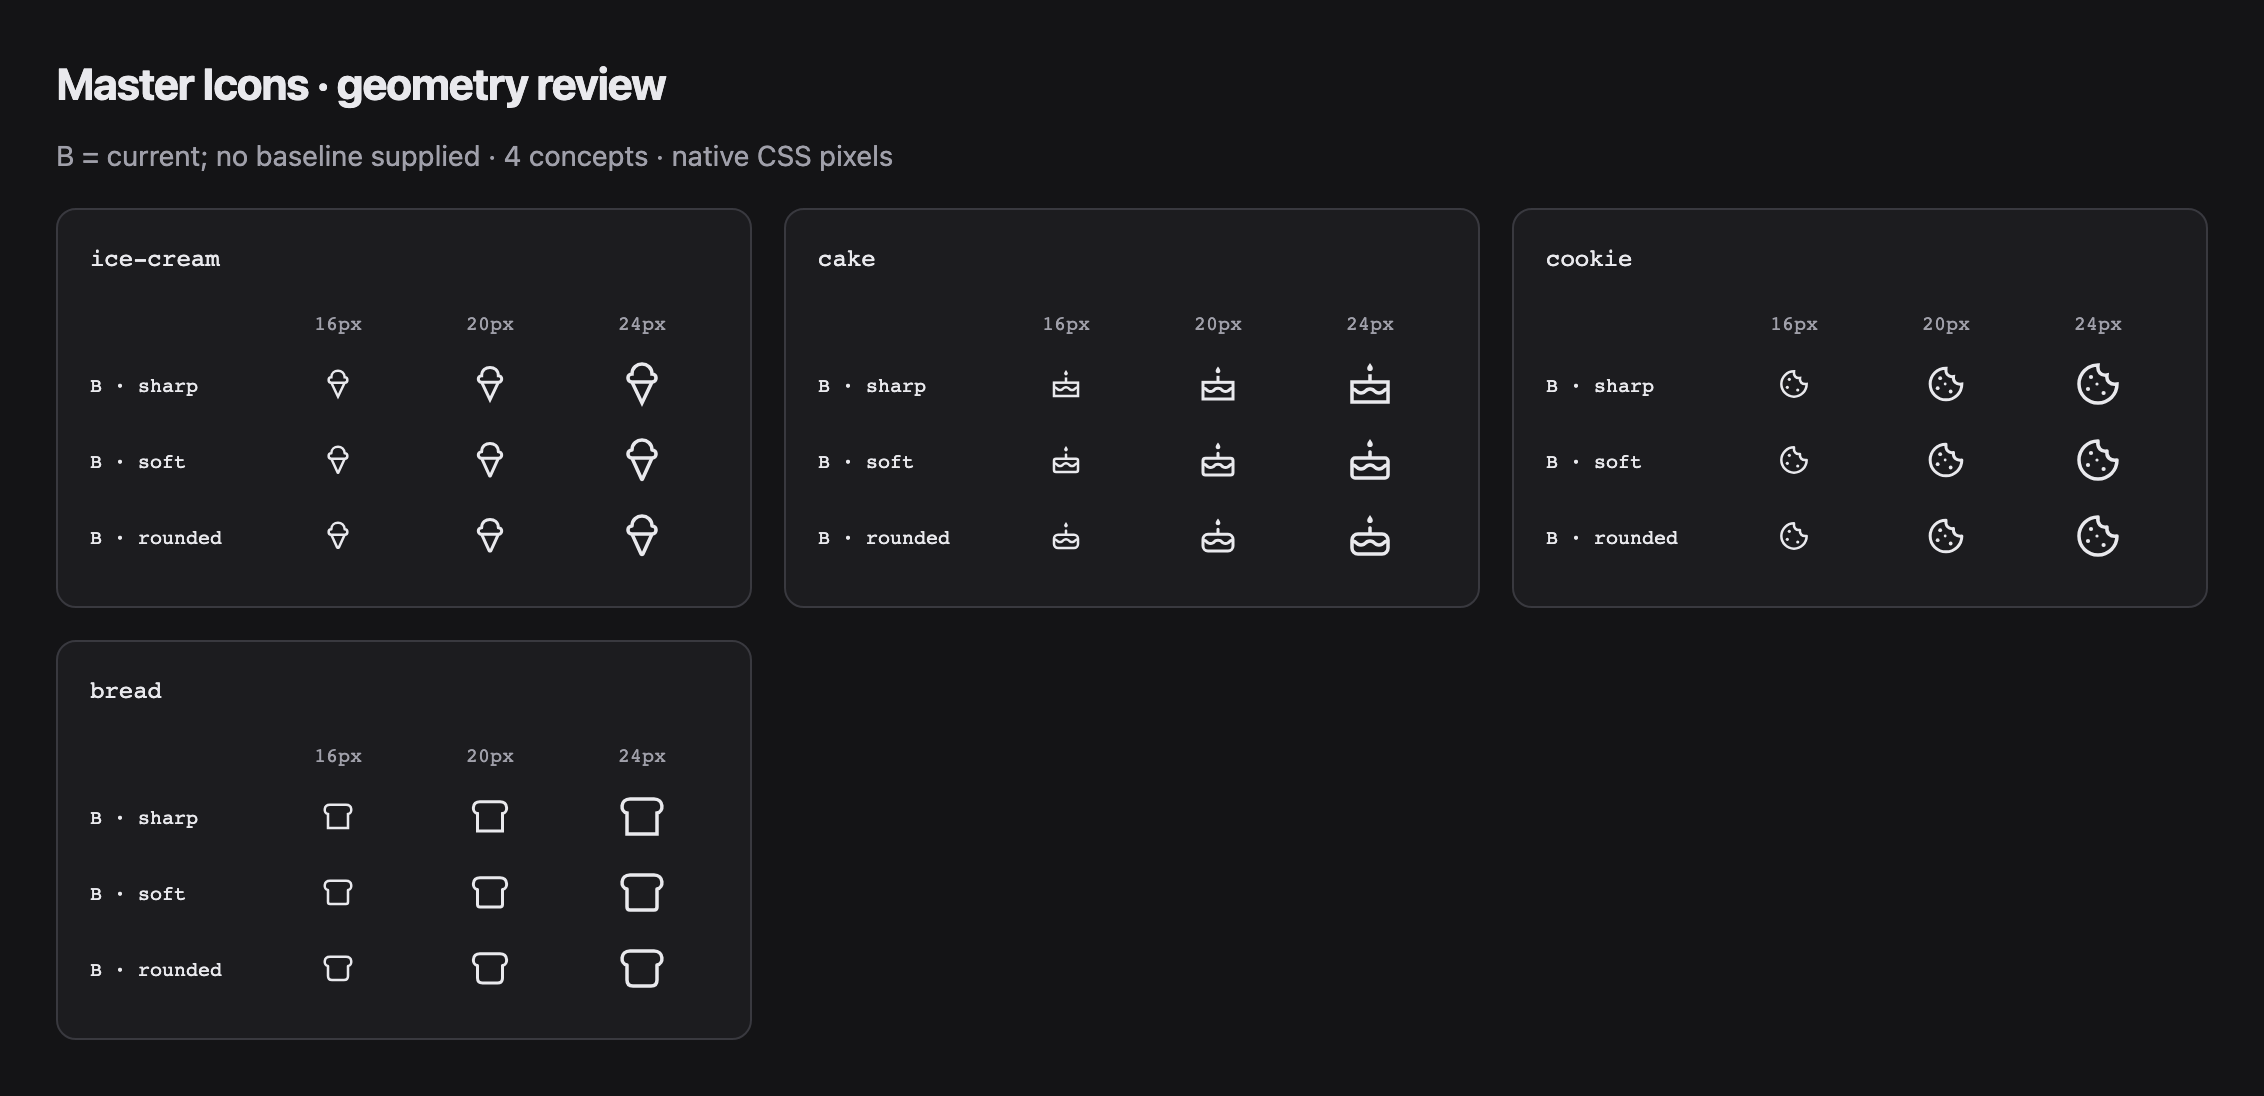 Master Icons · geometry review
B = current; no baseline supplied · 4 concepts · native CSS pixels
ice-cream
16px 20px 24px
B · sharp
B · soft
B · rounded
cake
16px 20px 24px
B · sharp
B · soft
B · rounded
cookie
16px 20px 24px
B · sharp
B · soft
B · rounded
bread
16px 20px 24px
B · sharp
B · soft
B · rounded